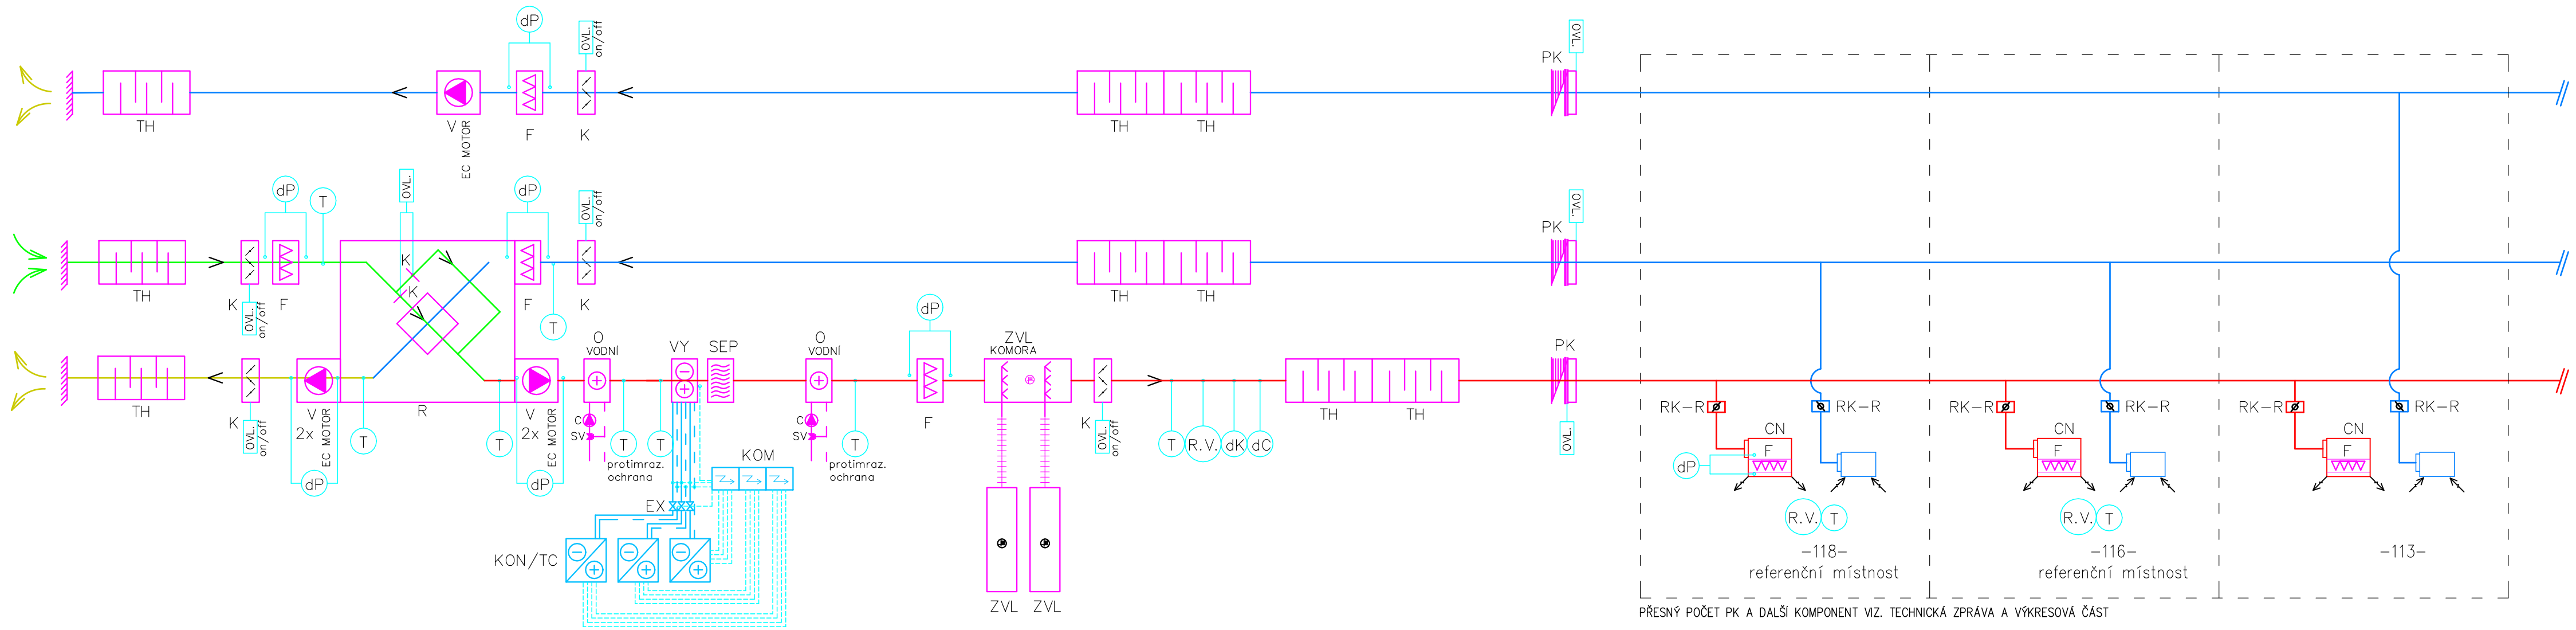 dP
OVL.
on/off
TH
V
EC MOTOR
F
K
TH
TH
PK
OVL.
dP
T
OVL.
dP
OVL.
on/off
TH
K
F
OVL.
on/off
K
K
F
K
T
TH
TH
PK
OVL.
TH
K
OVL.
on/off
V
2x
EC MOTOR
dP
T
R
T
V
2x
EC MOTOR
dP
O
VODNÍ
C
SV
T
protimraz.
ochrana
T
VY
SEP
KOM
EX
KON/TC
O
VODNÍ
C
SV
T
protimraz.
ochrana
dP
F
ZVL
KOMORA
ZVL
ZVL
K
OVL.
on/off
T
R.V.
dK
dC
TH
TH
PK
OVL.
RK-R
RK-R
CN
F
dP
R.V.
T
-118-
referenční místnost
RK-R
RK-R
CN
F
R.V.
T
-116-
referenční místnost
RK-R
RK-R
CN
F
-113-
PŘESNÝ POČET PK A DALŠÍ KOMPONENT VIZ. TECHNICKÁ ZPRÁVA A VÝKRESOVÁ ČÁST